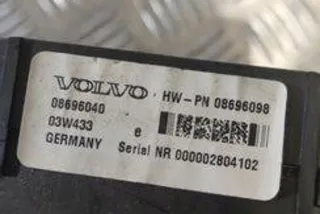 VOLVO HW-PN 08696098
08696040
03W433 e
GERMANY Serial NR 000002804102